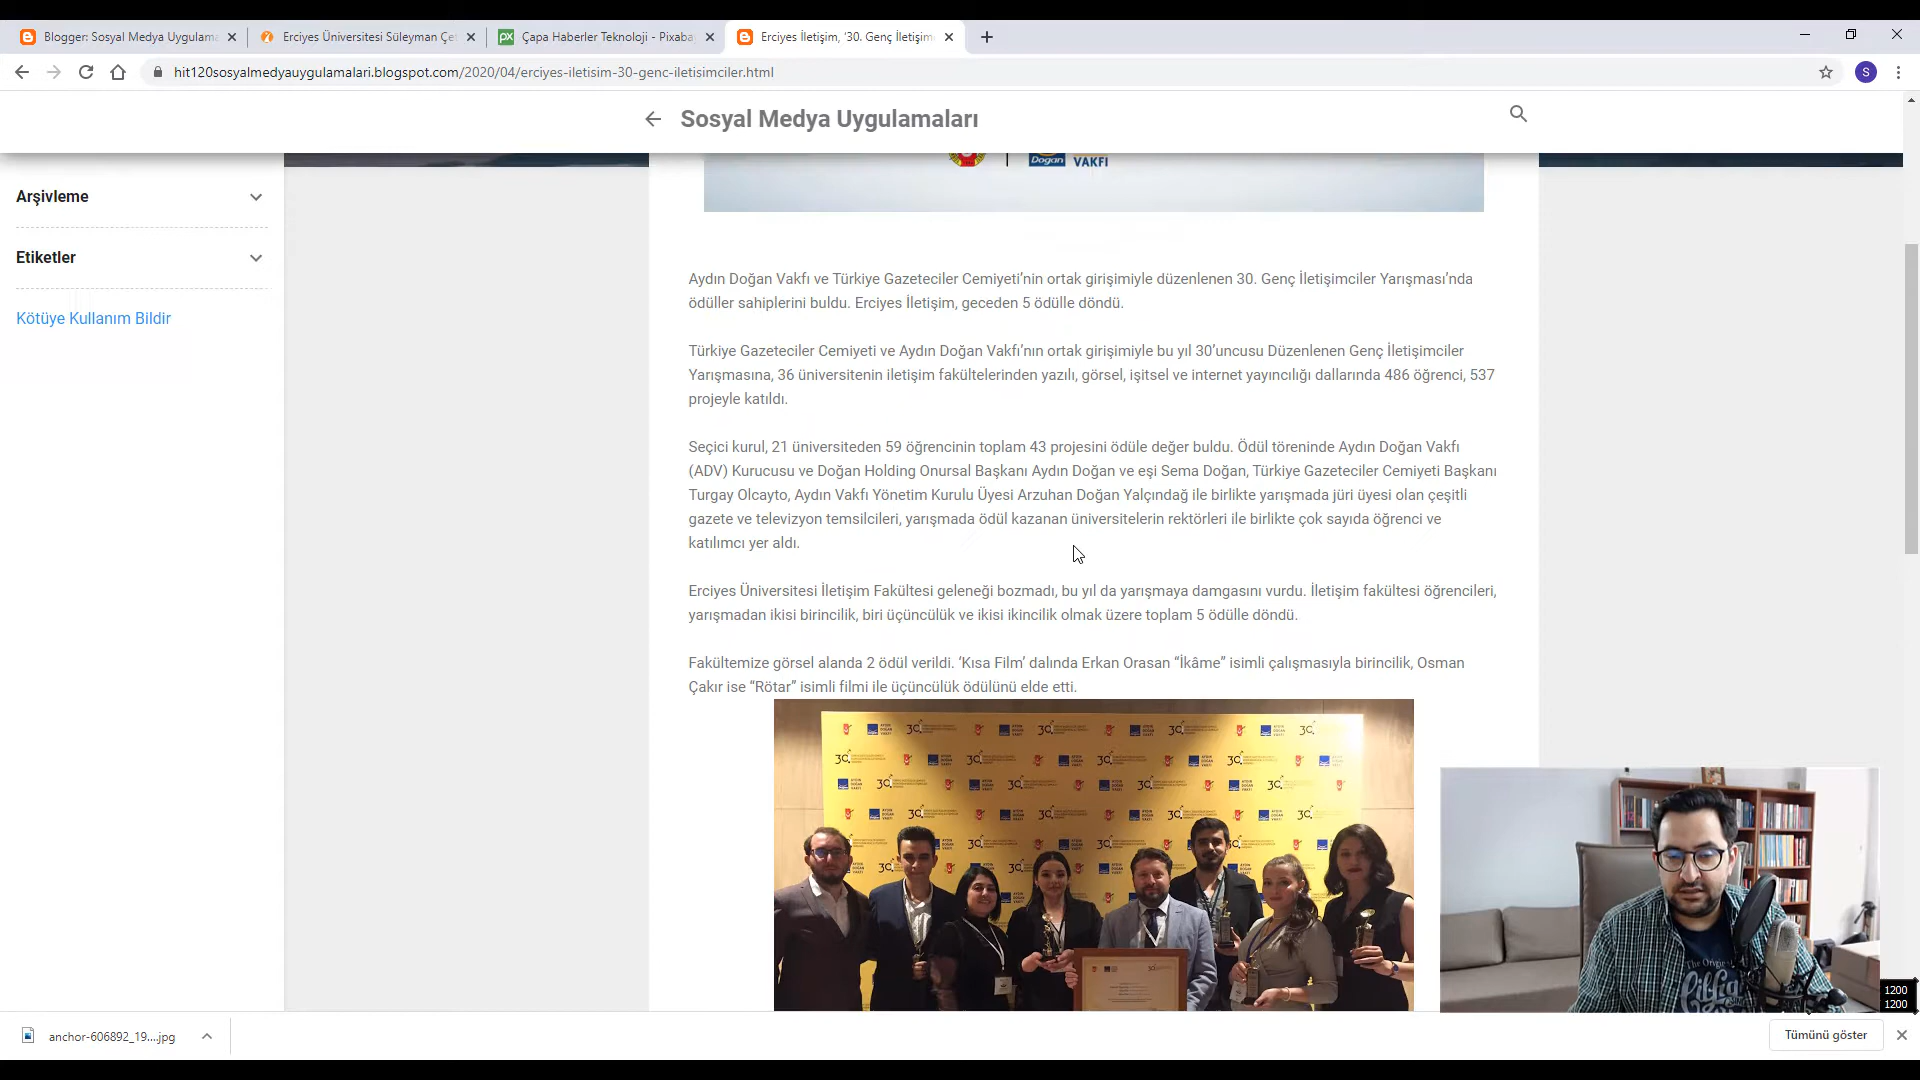 Blogger: Sosyal Medya Uygulama
Erciyes Üniversitesi Süleyman Çet
Çapa Haberler Teknoloji - Pixaba
Erciyes İletişim, '30. Genç İletişim
hit120sosyalmedyauygulamalari.blogspot.com/2020/04/erciyes-iletisim-30-genc-iletisimciler.html
S
Sosyal Medya Uygulamaları
Doğan
VAKFI
Arşivleme
Etiketler
Kötüye Kullanım Bildir
Aydın Doğan Vakfı ve Türkiye Gazeteciler Cemiyeti’nin ortak girişimiyle düzenlenen 30. Genç İletişimciler Yarışması’nda
ödüller sahiplerini buldu. Erciyes İletişim, geceden 5 ödülle döndü.
Türkiye Gazeteciler Cemiyeti ve Aydın Doğan Vakfı’nın ortak girişimiyle bu yıl 30’uncusu Düzenlenen Genç İletişimciler
Yarışmasına, 36 üniversitenin iletişim fakültelerinden yazılı, görsel, işitsel ve internet yayıncılığı dallarında 486 öğrenci, 537
projeyle katıldı.
Seçici kurul, 21 üniversiteden 59 öğrencinin toplam 43 projesini ödüle değer buldu. Ödül töreninde Aydın Doğan Vakfı
(ADV) Kurucusu ve Doğan Holding Onursal Başkanı Aydın Doğan ve eşi Sema Doğan, Türkiye Gazeteciler Cemiyeti Başkanı
Turgay Olcayto, Aydın Vakfı Yönetim Kurulu Üyesi Arzuhan Doğan Yalçındağ ile birlikte yarışmada jüri üyesi olan çeşitli
gazete ve televizyon temsilcileri, yarışmada ödül kazanan üniversitelerin rektörleri ile birlikte çok sayıda öğrenci ve
katılımcı yer aldı.
Erciyes Üniversitesi İletişim Fakültesi geleneği bozmadı, bu yıl da yarışmaya damgasını vurdu. İletişim fakültesi öğrencileri,
yarışmadan ikisi birincilik, biri üçüncülük ve ikisi ikincilik olmak üzere toplam 5 ödülle döndü.
Fakültemize görsel alanda 2 ödül verildi. ‘Kısa Film’ dalında Erkan Orasan “İkâme” isimli çalışmasıyla birincilik, Osman
Çakır ise “Rötar” isimli filmi ile üçüncülük ödülünü elde etti.
1200
1200
anchor-606892_19....jpg
Tümünü göster